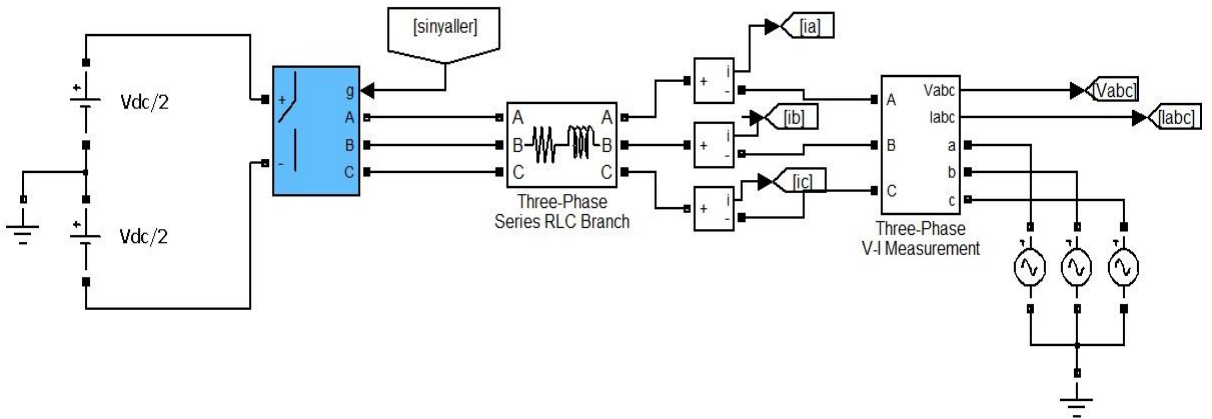 [sinyaller]
[ia]
+
Vdc/2
+
g
A
B
C
-
A
B
C
A
B
C
Three-Phase
Series RLC Branch
+
i
-
[ib]
+
i
-
[ic]
+
i
-
A
B
C
Vabc
Iabc
a
b
c
Three-Phase
V-I Measurement
[Vabc]
[Iabc]
+
Vdc/2